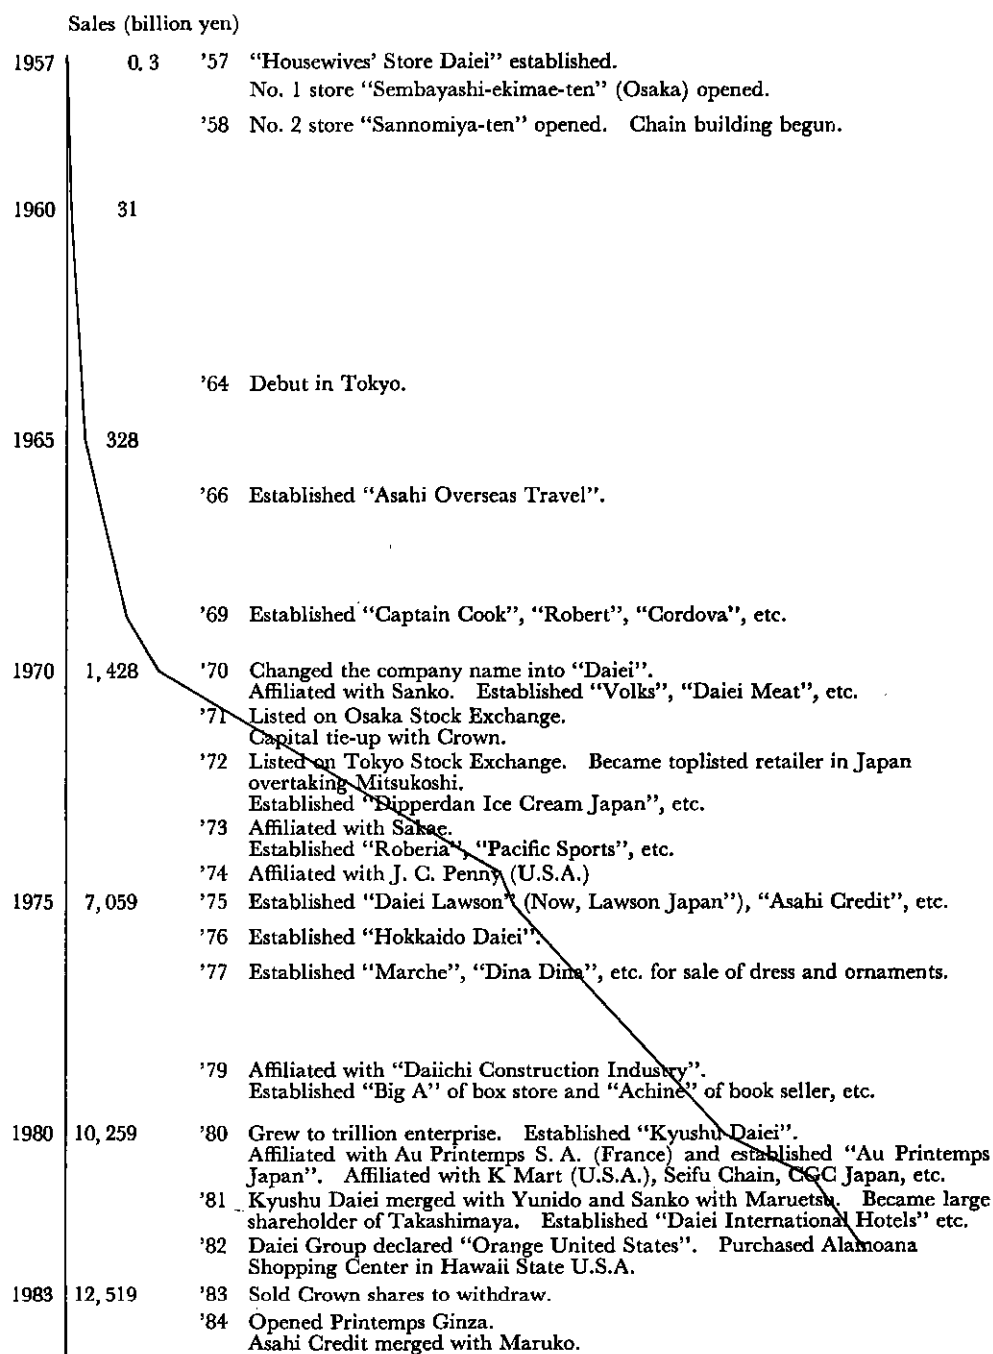 Sales (billion yen)
1957 0.3 '57 “Housewives’ Store Daiei” established.
No. 1 store “Sembayashi-ekimae-ten” (Osaka) opened.
'58 No. 2 store “Sannomiya-ten” opened. Chain building begun.
1960 31
'64 Debut in Tokyo.
1965 328
'66 Established “Asahi Overseas Travel”.
'69 Established “Captain Cook”, “Robert”, “Cordova”, etc.
1970 1,428 '70 Changed the company name into “Daiei”.
Affiliated with Sanko. Established “Volks”, “Daiei Meat”, etc.
'71 Listed on Osaka Stock Exchange.
Capital tie-up with Crown.
'72 Listed on Tokyo Stock Exchange. Became toplisted retailer in Japan
overtaking Mitsukoshi.
Established “Dipperdan Ice Cream Japan”, etc.
'73 Affiliated with Sakae.
Established “Roberia”, “Pacific Sports”, etc.
'74 Affiliated with J. C. Penny (U.S.A.)
1975 7,059 '75 Established “Daiei Lawson” (Now, Lawson Japan”), “Asahi Credit”, etc.
'76 Established “Hokkaido Daiei”.
'77 Established “Marche”, “Dina Dina”, etc. for sale of dress and ornaments.
'79 Affiliated with “Daiichi Construction Industry”.
Established “Big A” of box store and “Achine” of book seller, etc.
1980 10,259 '80 Grew to trillion enterprise. Established “Kyushu Daiei”.
Affiliated with Au Printemps S. A. (France) and established “Au Printemps
Japan”. Affiliated with K Mart (U.S.A.), Seifu Chain, CGC Japan, etc.
'81 Kyushu Daiei merged with Yunido and Sanko with Maruetsu. Became large
shareholder of Takashimaya. Established “Daiei International Hotels” etc.
'82 Daiei Group declared “Orange United States”. Purchased Alamoana
Shopping Center in Hawaii State U.S.A.
1983 12,519 '83 Sold Crown shares to withdraw.
'84 Opened Printemps Ginza.
Asahi Credit merged with Maruko.